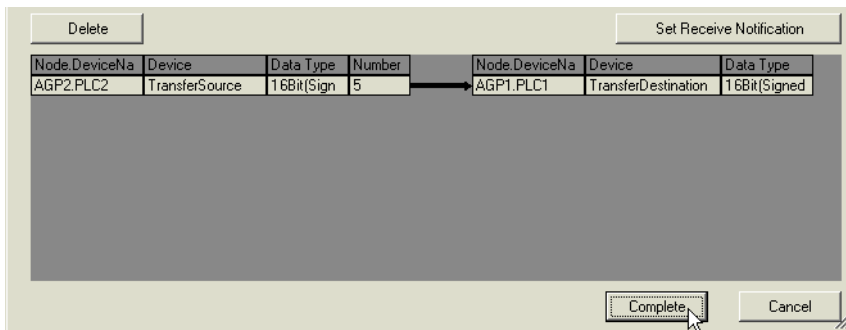 Delete Set Receive Notification
Node.DeviceNa Device Data Type Number Node.DeviceNa Device Data Type
AGP2.PLC2 TransferSource 16Bit(Sign 5 AGP1.PLC1 TransferDestination 16Bit(Signed
Complete Cancel